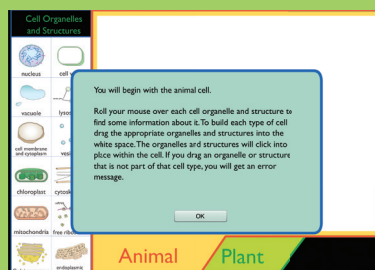 Cell Organelles
and Structures
nucleus
vacuole
cell membrane
and cytoplasm
chloroplast
mitochondria
free
endoplasmic
You will begin with the animal cell.
Roll your mouse over each cell organelle and structure to
find some information about it. To build each type of cell
drag the appropriate organelles and structures into the
white space. The organelles and structures will click into
place within the cell. If you drag an organelle or structure
that is not part of that cell type, you will get an error
message.
OK
Animal
Plant